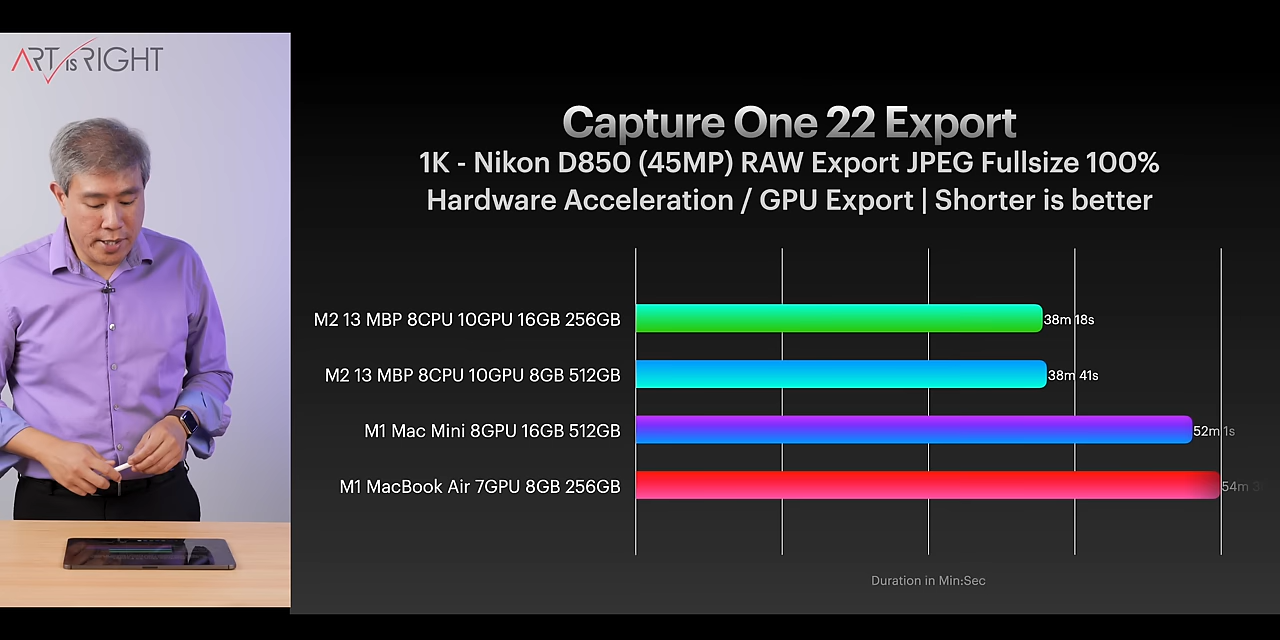 ART IS RIGHT
Capture One 22 Export
1K - Nikon D850 (45MP) RAW Export JPEG Fullsize 100%
Hardware Acceleration / GPU Export | Shorter is better
M2 13 MBP 8CPU 10GPU 16GB 256GB
38m 18s
M2 13 MBP 8CPU 10GPU 8GB 512GB
38m 41s
M1 Mac Mini 8GPU 16GB 512GB
52m 1s
M1 MacBook Air 7GPU 8GB 256GB
54m
Duration in Min:Sec